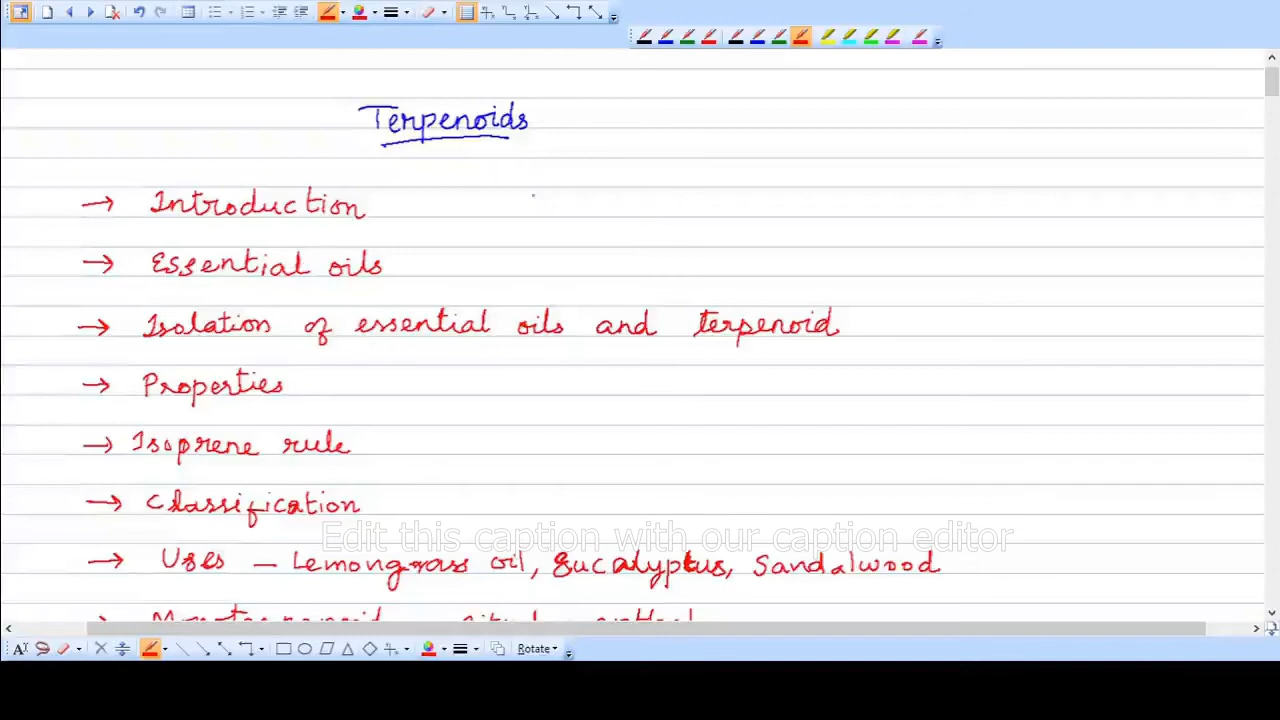 Terpenoids
→ Introduction
→ Essential oils
→ Isolation of essential oils and terpenoid
→ Properties
→ Isoprene rule
→ Classification
Edit this caption with our caption editor
→ Uses - Lemongrass oil, Eucalyptus, Sandalwood
Rotate